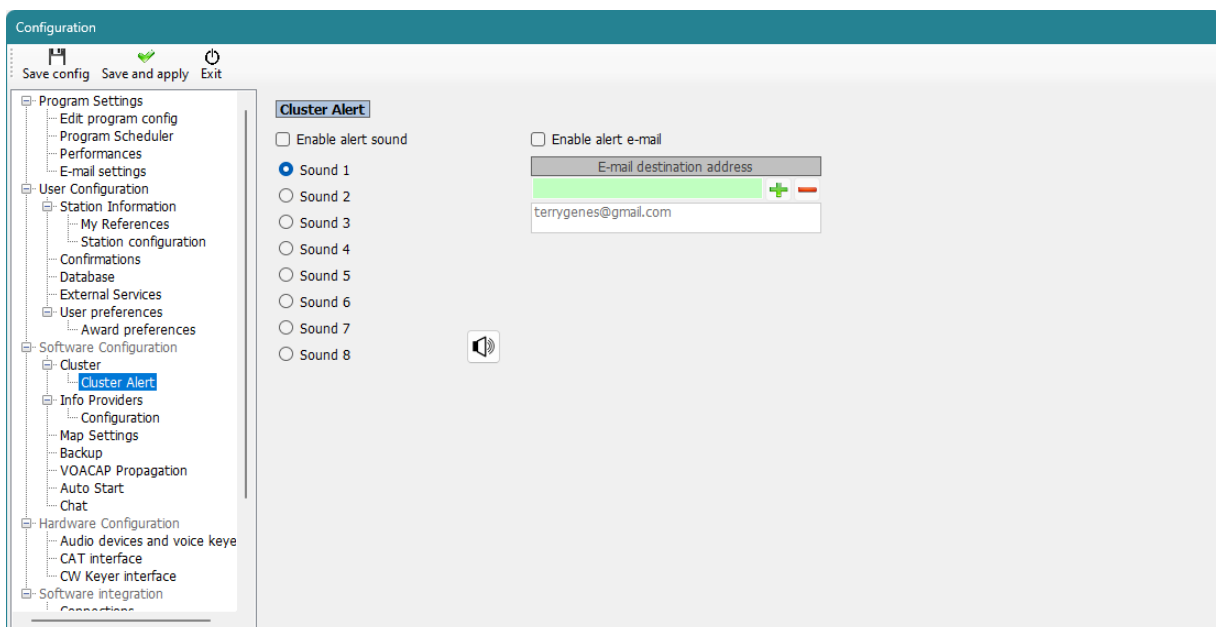 Configuration
Save config Save and apply Exit
Program Settings
Edit program config
Program Scheduler
Performances
E-mail settings
User Configuration
Station Information
My References
Station configuration
Confirmations
Database
External Services
User preferences
Award preferences
Software Configuration
Cluster
Cluster Alert
Info Providers
Configuration
Map Settings
Backup
VOACAP Propagation
Auto Start
Chat
Hardware Configuration
Audio devices and voice keye
CAT interface
CW Keyer interface
Software integration
Connections
Cluster Alert
Enable alert sound
Sound 1
Sound 2
Sound 3
Sound 4
Sound 5
Sound 6
Sound 7
Sound 8
Enable alert e-mail
E-mail destination address
terrygenes@gmail.com